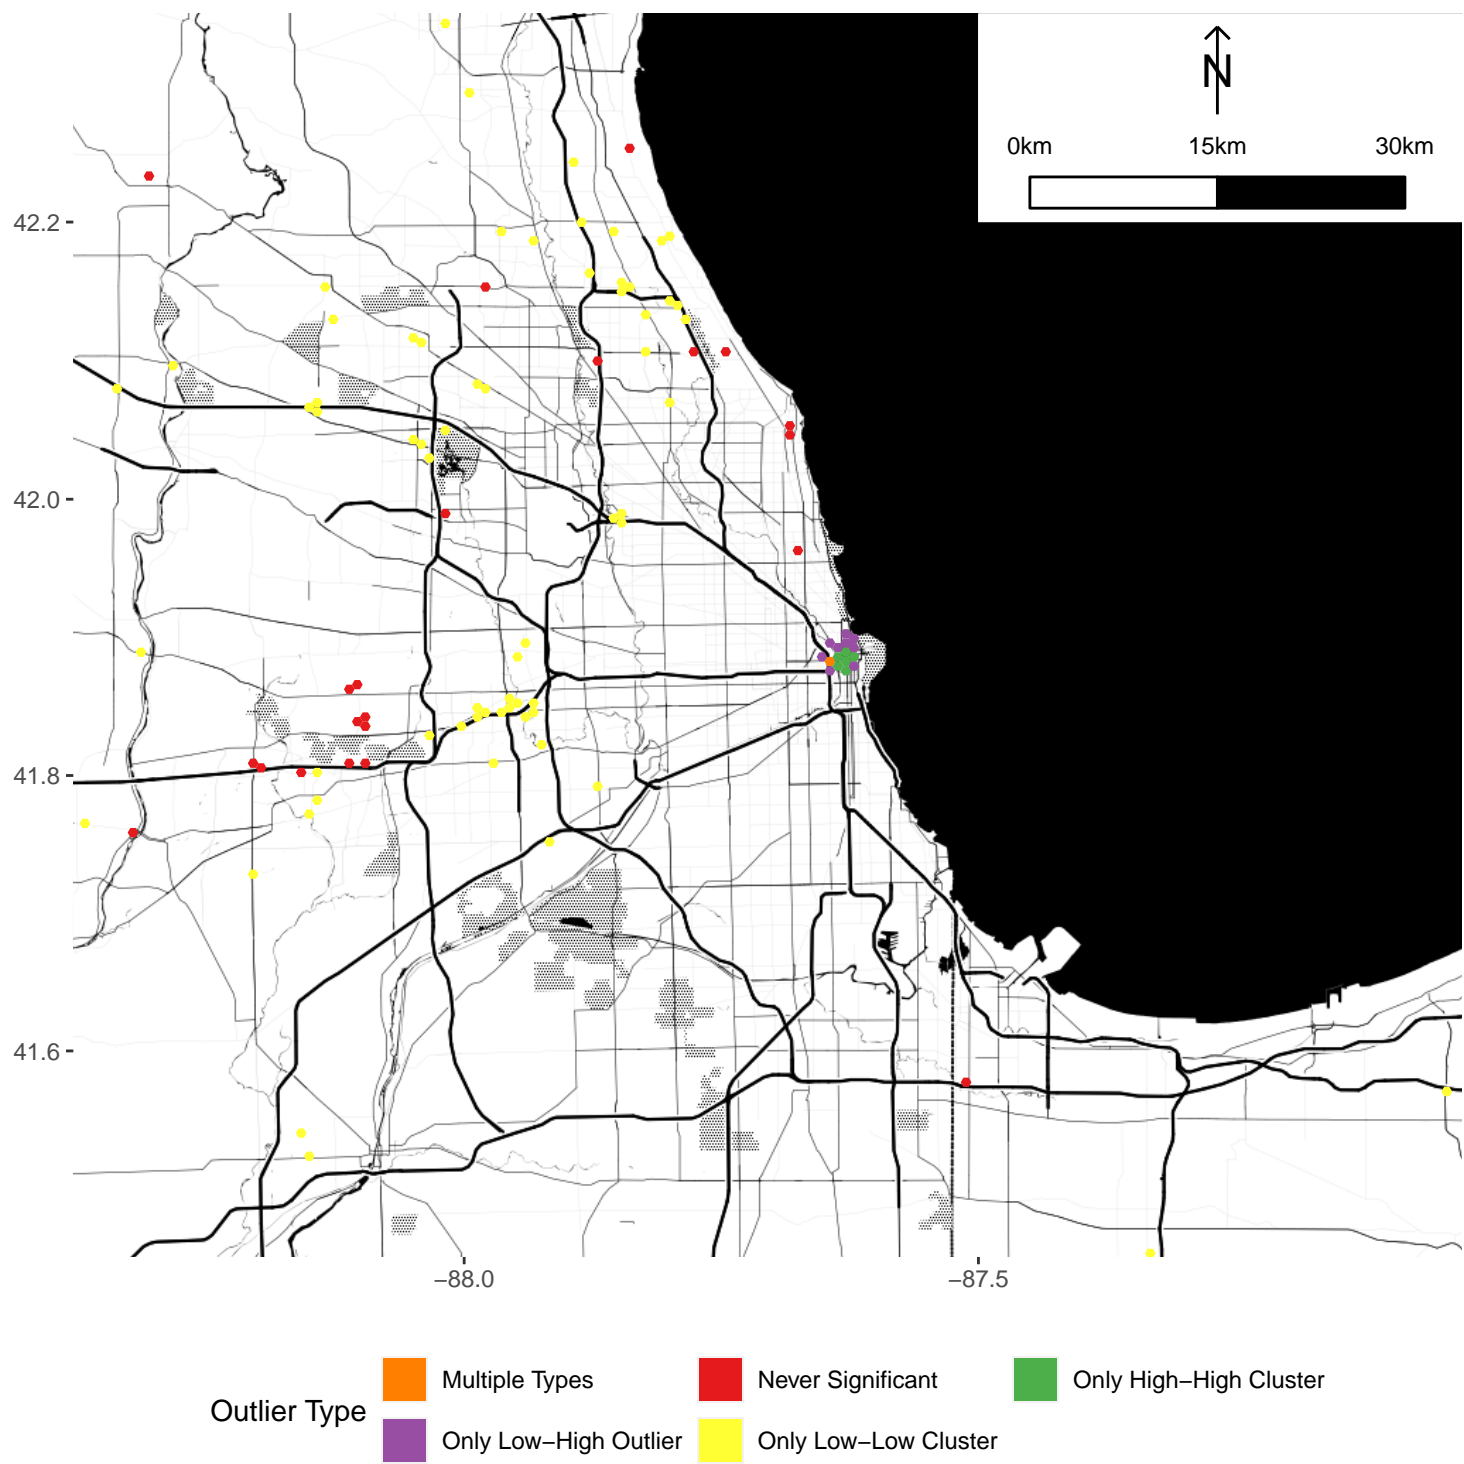 N
0km 15km 30km
42.2
42.0
41.8
41.6
−88.0 −87.5
Outlier Type
Multiple Types Never Significant Only High−High Cluster
Only Low−High Outlier Only Low−Low Cluster